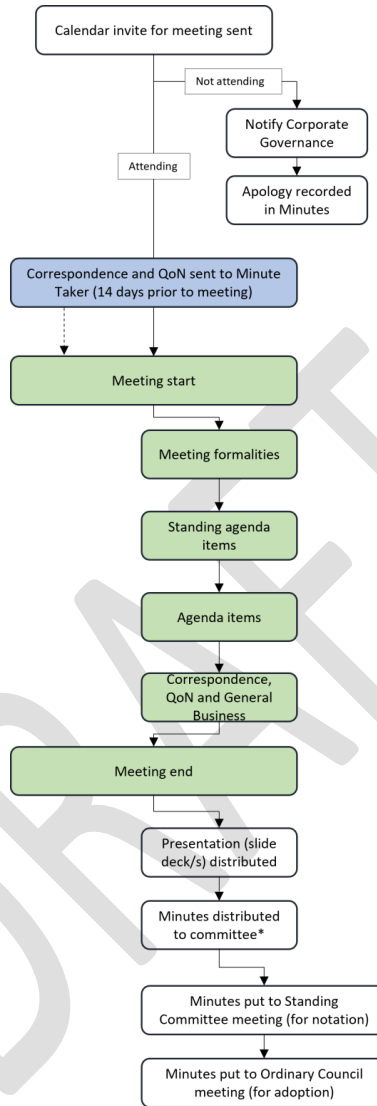 Calendar invite for meeting sent
Not attending
Notify Corporate
Governance
Attending
Apology recorded
in Minutes
Correspondence and QoN sent to Minute
Taker (14 days prior to meeting)
Meeting start
Meeting formalities
Standing agenda
items
Agenda items
Correspondence,
QoN and General
Business
Meeting end
Presentation (slide
deck/s) distributed
Minutes distributed
to committee*
Minutes put to Standing
Committee meeting (for notation)
Minutes put to Ordinary Council
meeting (for adoption)
DRAFT